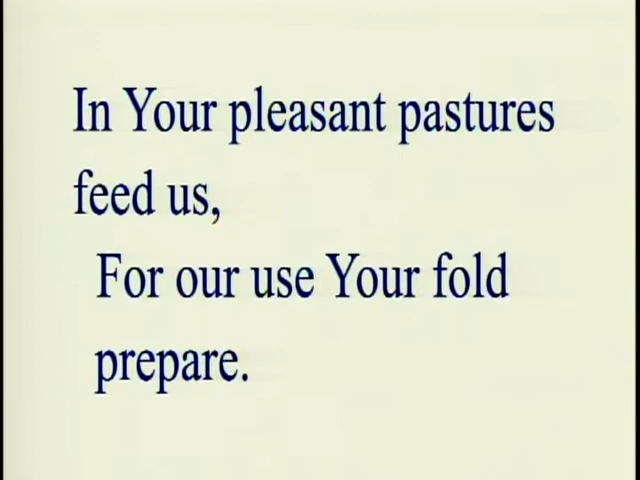 In Your pleasant pastures
feed us,
For our use Your fold
prepare.